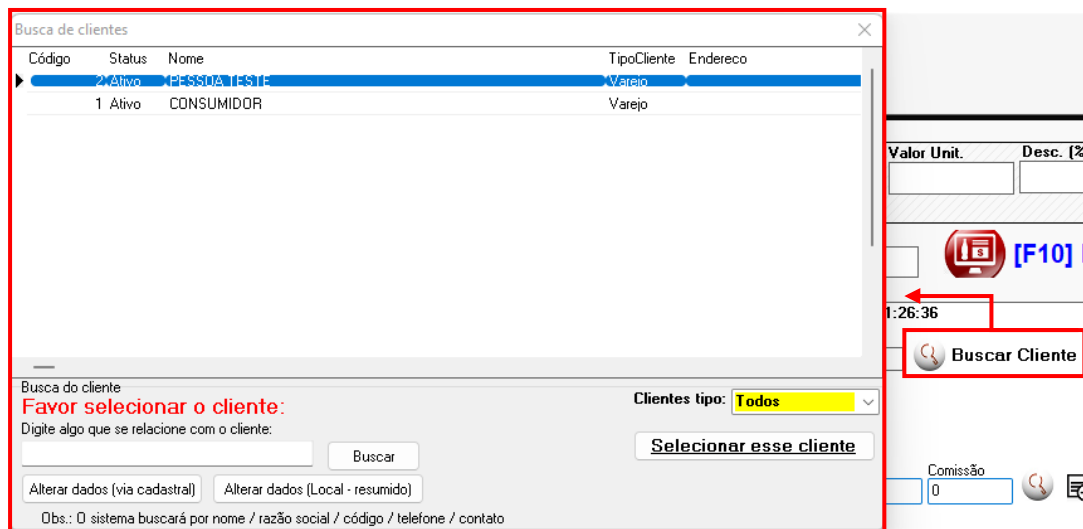 Busca de clientes
Código Status Nome TipoCliente Endereco
2 Ativo PESSOA TESTE Varejo
1 Ativo CONSUMIDOR Varejo
Busca do cliente
Favor selecionar o cliente:
Digite algo que se relacione com o cliente:
Buscar
Clientes tipo: Todos
Selecionar esse cliente
Alterar dados (via cadastral) Alterar dados (Local - resumido)
Obs.: O sistema buscará por nome / razão social / código / telefone / contato
Valor Unit. Desc. (%
[F10]
1:26:36
Buscar Cliente
Comissão
0